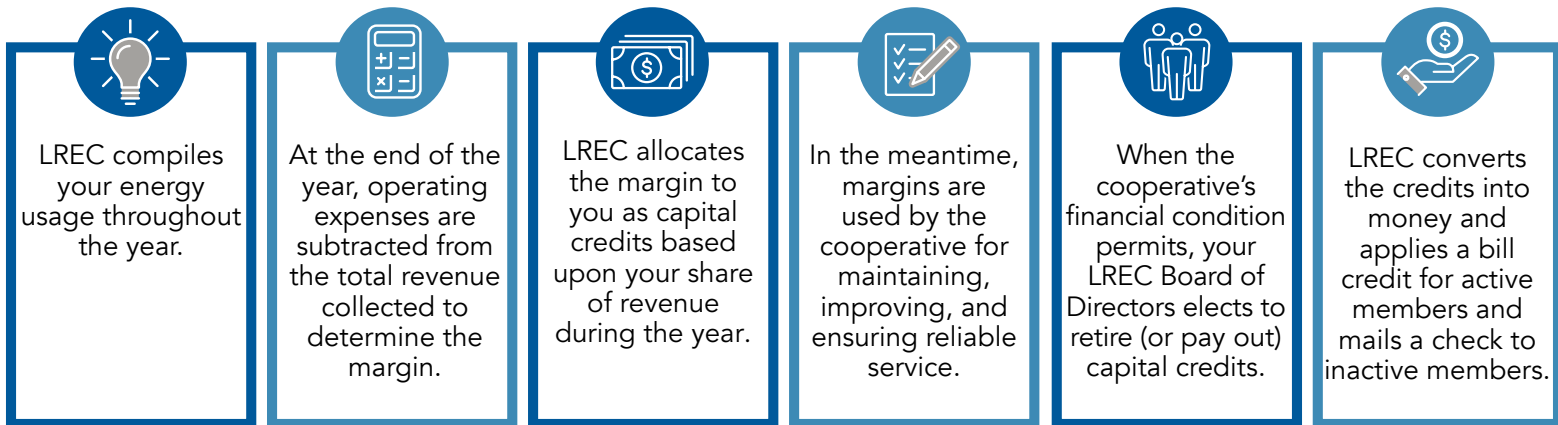 LREC compiles
your energy
usage throughout
the year.
At the end of the
year, operating
expenses are
subtracted from
the total revenue
collected to
determine the
margin.
LREC allocates
the margin to
you as capital
credits based
upon your share
of revenue
during the year.
In the meantime,
margins are
used by the
cooperative for
maintaining,
improving, and
ensuring reliable
service.
When the
cooperative’s
financial condition
permits, your
LREC Board of
Directors elects to
retire (or pay out)
capital credits.
LREC converts
the credits into
money and
applies a bill
credit for active
members and
mails a check to
inactive members.